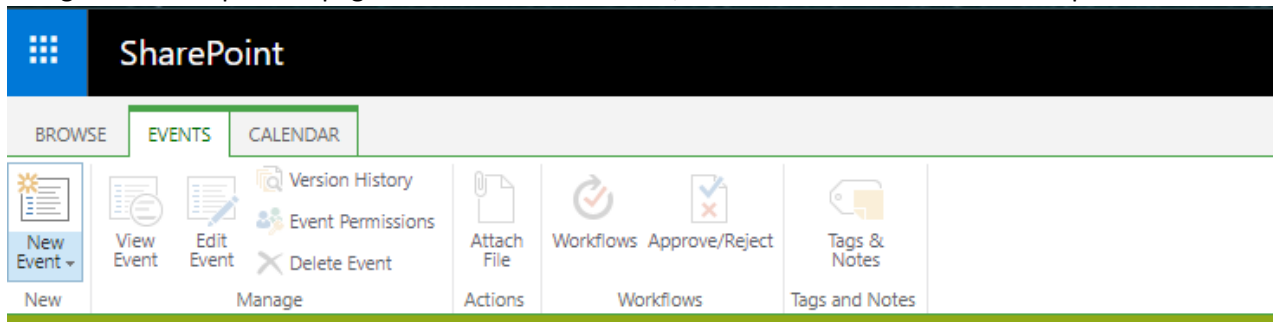 SharePoint
BROWSE EVENTS CALENDAR
New Event
View Event
Edit Event
Version History
Event Permissions
Delete Event
Attach File
Workflows
Approve/Reject
Tags & Notes
New
Manage
Actions
Workflows
Tags and Notes